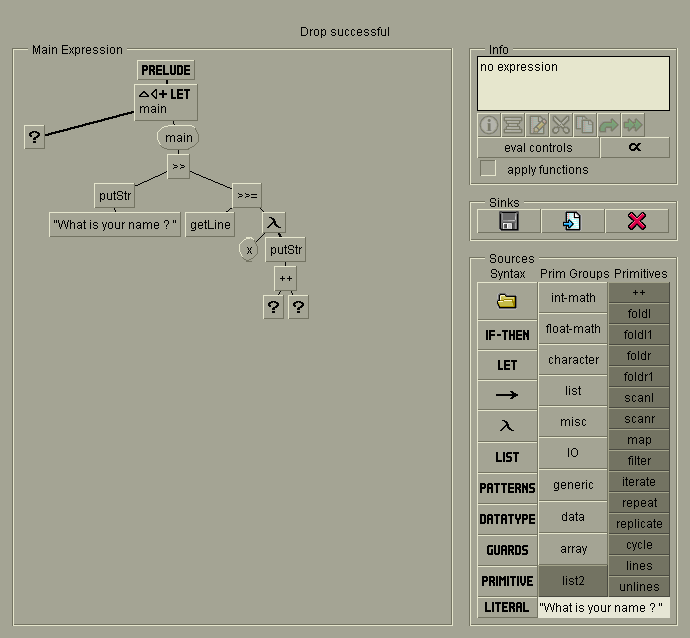 Drop successful
Main Expression
PRELUDE
LET
main
?
main
>>
putStr
>>=
"What is your name ? "
getLine
λ
x
putStr
++
? ?
Info
no expression
eval controls
∝
apply functions
Sinks
Sources
Syntax Prim Groups Primitives
IF-THEN
LET
→
λ
LIST
PATTERNS
DATATYPE
GUARDS
PRIMITIVE
LITERAL
int-math
float-math
character
list
misc
IO
generic
data
array
list2
++
foldl
foldl1
foldr
foldr1
scanl
scanr
map
filter
iterate
repeat
replicate
cycle
lines
unlines
"What is your name ? "